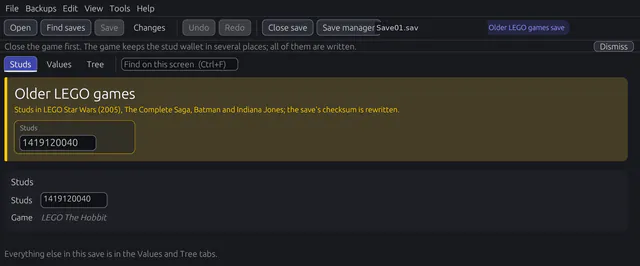 File Backups Edit View Tools Help
Open Find saves Save Changes Undo Redo Close save Save manager Save01.sav Older LEGO games save
Close the game first. The game keeps the stud wallet in several places; all of them are written. Dismiss
Studs Values Tree Find on this screen (Ctrl+F)
Older LEGO games
Studs in LEGO Star Wars (2005), The Complete Saga, Batman and Indiana Jones; the save's checksum is rewritten.
Studs
1419120040
Studs
Studs 1419120040
Game LEGO The Hobbit
Everything else in this save is in the Values and Tree tabs.